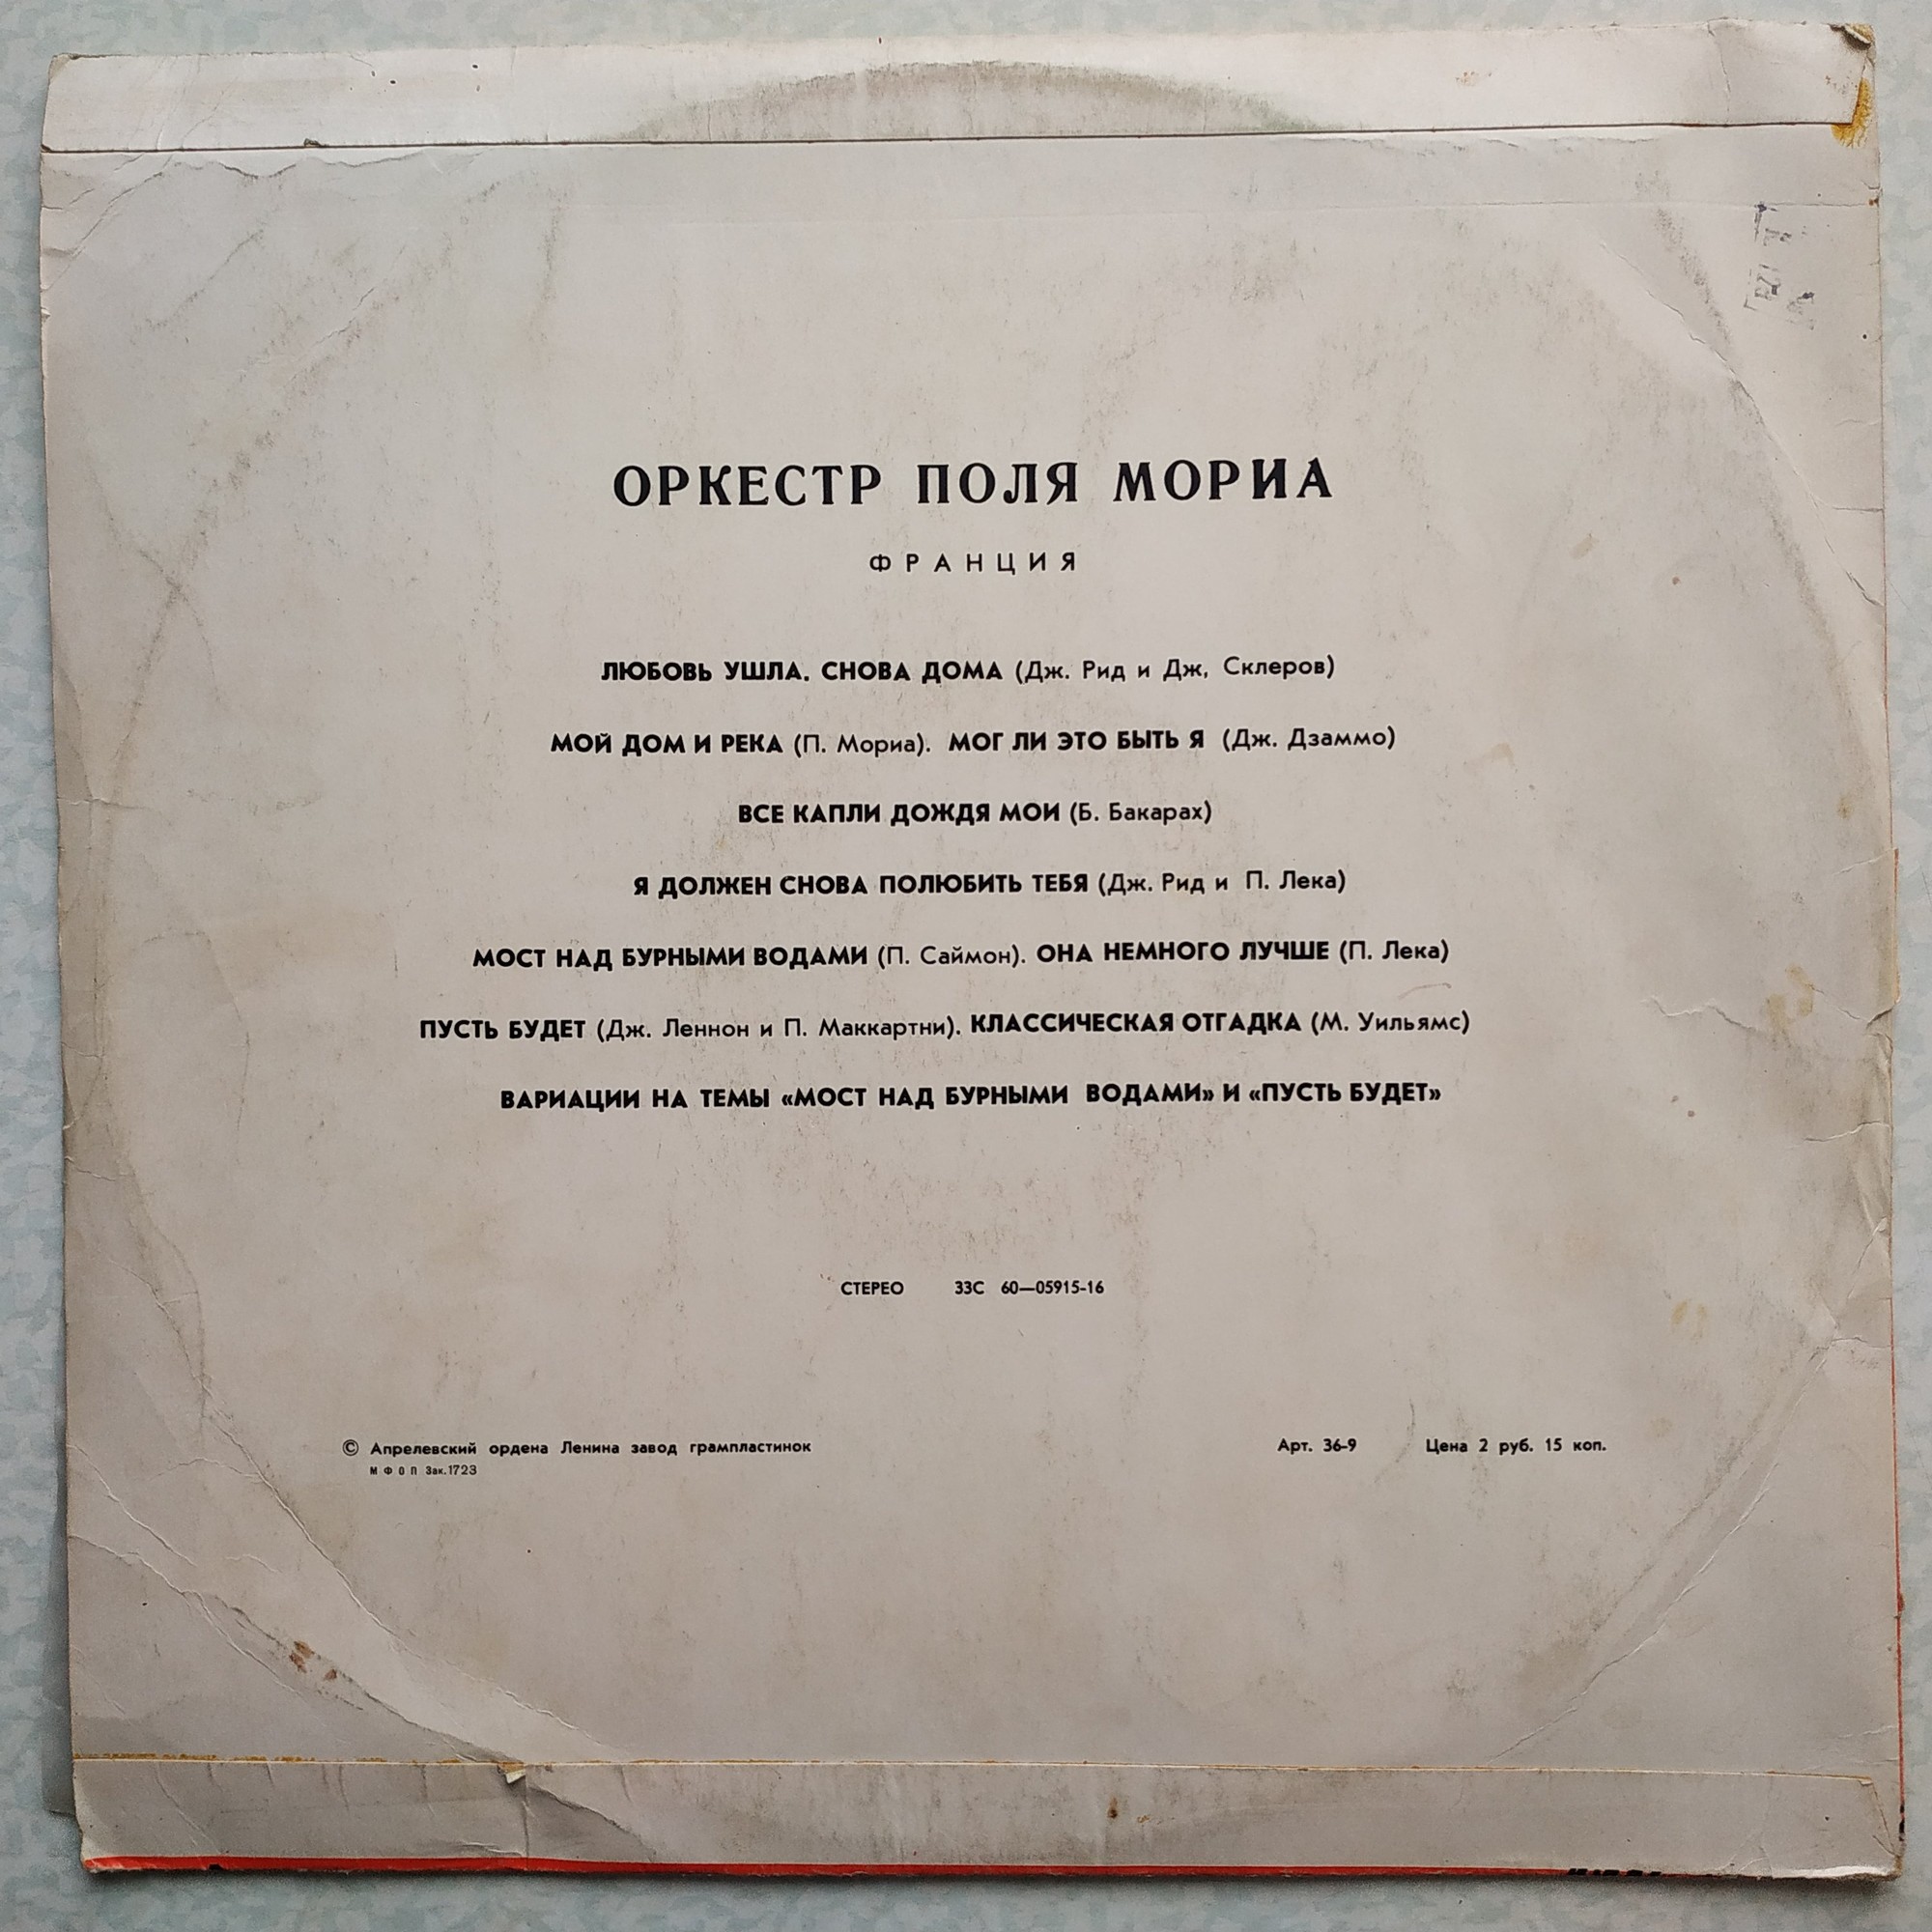 ОРКЕСТР ПОЛЯ МОРИА
ФРАНЦИЯ
ЛЮБОВЬ УШЛА. СНОВА ДОМА (Дж. Рид и Дж, Склеров)
МОЙ ДОМ И РЕКА (П. Мориа). МОГ ЛИ ЭТО БЫТЬ Я (Дж. Дзаммо)
ВСЕ КАПЛИ ДОЖДЯ МОИ (Б. Бакарах)
Я ДОЛЖЕН СНОВА ПОЛЮБИТЬ ТЕБЯ (Дж. Рид и П. Лека)
МОСТ НАД БУРНЫМИ ВОДАМИ (П. Саймон). ОНА НЕМНОГО ЛУЧШЕ (П. Лека)
ПУСТЬ БУДЕТ (Дж. Леннон и П. Маккартни). КЛАССИЧЕСКАЯ ОТГАДКА (М. Уильямс)
ВАРИАЦИИ НА ТЕМЫ «МОСТ НАД БУРНЫМИ ВОДАМИ» И «ПУСТЬ БУДЕТ»
СТЕРЕО 33С 60—05915-16
© Апрелевский ордена Ленина завод грампластинок
МФОП Зак.1723
Арт. 36-9 Цена 2 руб. 15 коп.